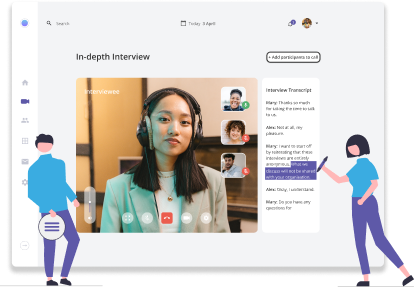 Search
Today 3 April
In-depth Interview
+ Add participants to call
Interviewee
Interview Transcript
Mary: Thanks so much
for taking the time to talk
to us.
Alex: Not at all, my
pleasure.
Mary: I want to start off
by reiterating that these
interviews are entirely
anonymous. What we
discuss will not be shared
with your organisation
Alex: Okay, I understand.
Mary: Do you have any
questions for